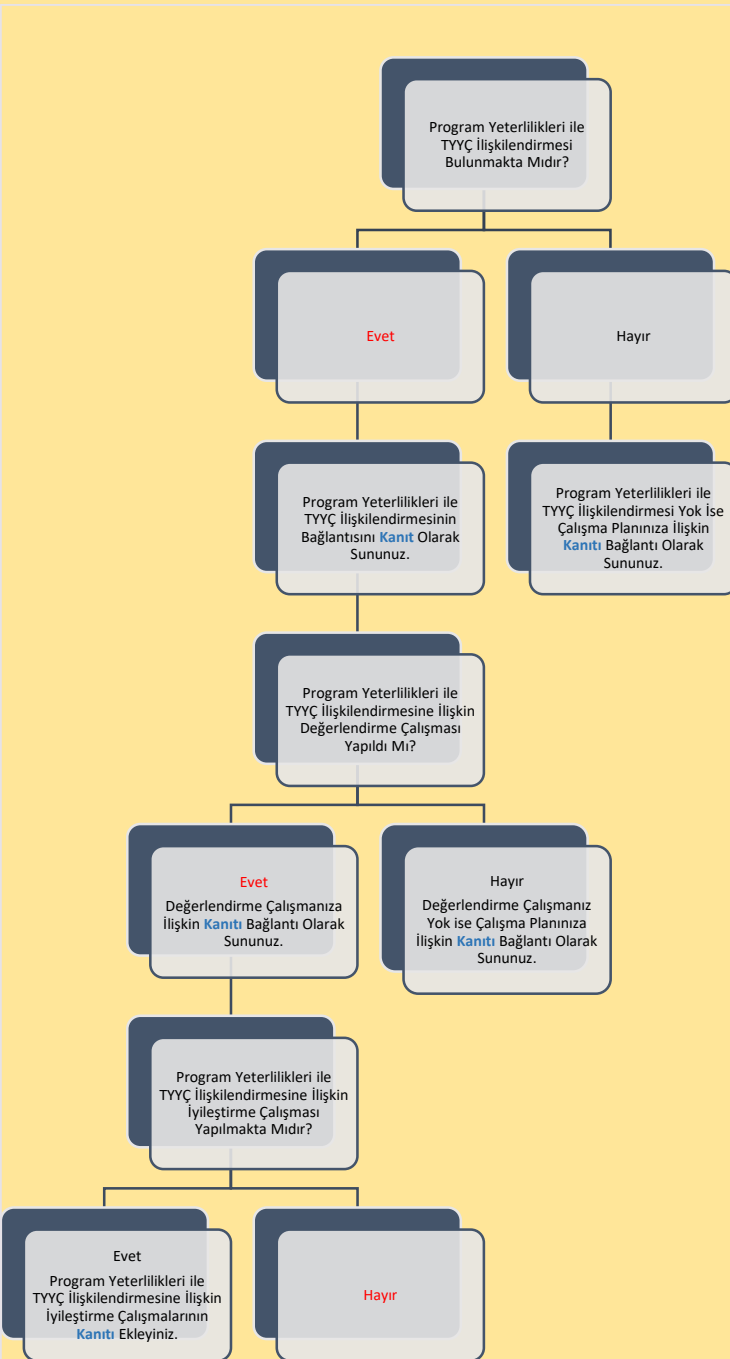 Program Yeterlilikleri ile
TYYÇ İlişkilendirmesi
Bulunmakta Mıdır?
Evet
Hayır
Program Yeterlilikleri ile
TYYÇ İlişkilendirmesinin
Bağlantısını Kanıt Olarak
Sununuz.
Program Yeterlilikleri ile
TYYÇ İlişkilendirmesi Yok İse
Çalışma Planınıza İlişkin
Kanıtı Bağlantı Olarak
Sununuz.
Program Yeterlilikleri ile
TYYÇ İlişkilendirmesine İlişkin
Değerlendirme Çalışması
Yapıldı Mı?
Evet
Değerlendirme Çalışmanıza
İlişkin Kanıtı Bağlantı Olarak
Sununuz.
Hayır
Değerlendirme Çalışmanız
Yok ise Çalışma Planınıza
İlişkin Kanıtı Bağlantı Olarak
Sununuz.
Program Yeterlilikleri ile
TYYÇ İlişkilendirmesine İlişkin
İyileştirme Çalışması
Yapılmakta Mıdır?
Evet
Program Yeterlilikleri ile
TYYÇ İlişkilendirmesine İlişkin
İyileştirme Çalışmalarının
Kanıtı Ekleyiniz.
Hayır